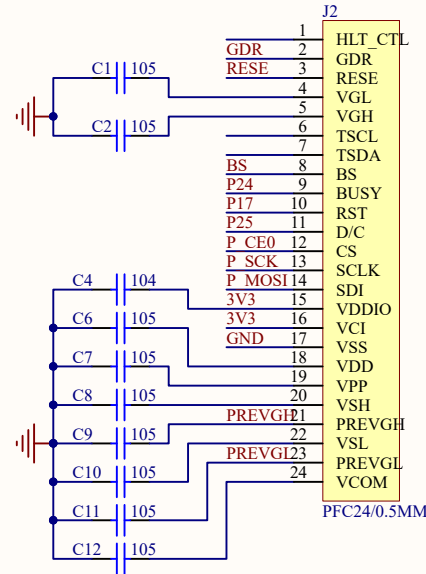 J2
1 HLT_CTL
GDR 2 GDR
RESE 3 RESE
C1 105
4 VGL
5 VGH
C2 105
6 TSCL
7 TSDA
BS 8 BS
P24 9 BUSY
P17 10 RST
P25 11 D/C
P_CE0 12 CS
P_SCK 13 SCLK
P_MOSI 14 SDI
C4 104
3V3 15 VDDIO
C6 105
3V3 16 VCI
GND 17 VSS
C7 105
18 VDD
19 VPP
C8 105
20 VSH
PREVGH 21 PREVGH
C9 105
22 VSL
PREVGL 23 PREVGL
C10 105
24 VCOM
C11 105
PFC24/0.5MM
C12 105